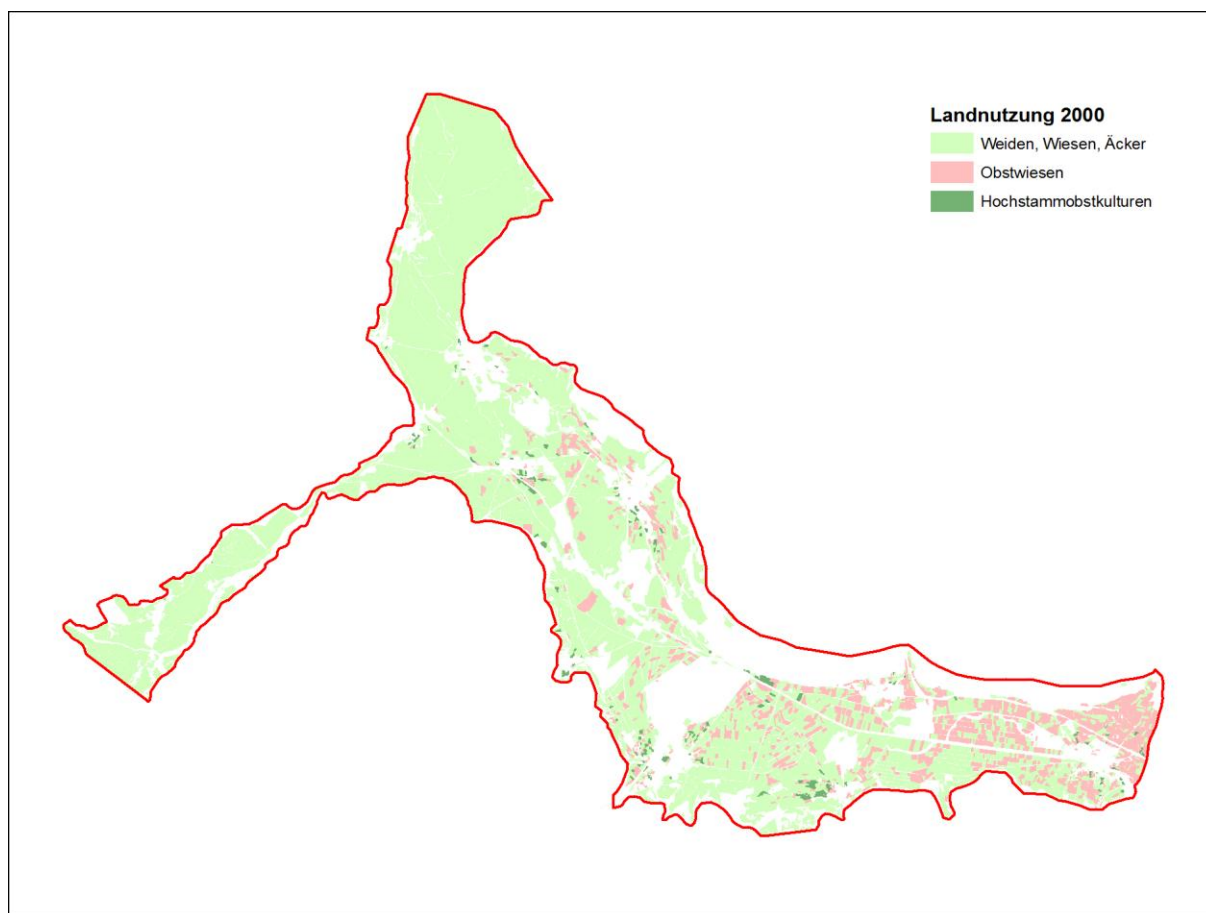 Landnutzung 2000
Weiden, Wiesen, Äcker
Obstwiesen
Hochstammobstkulturen